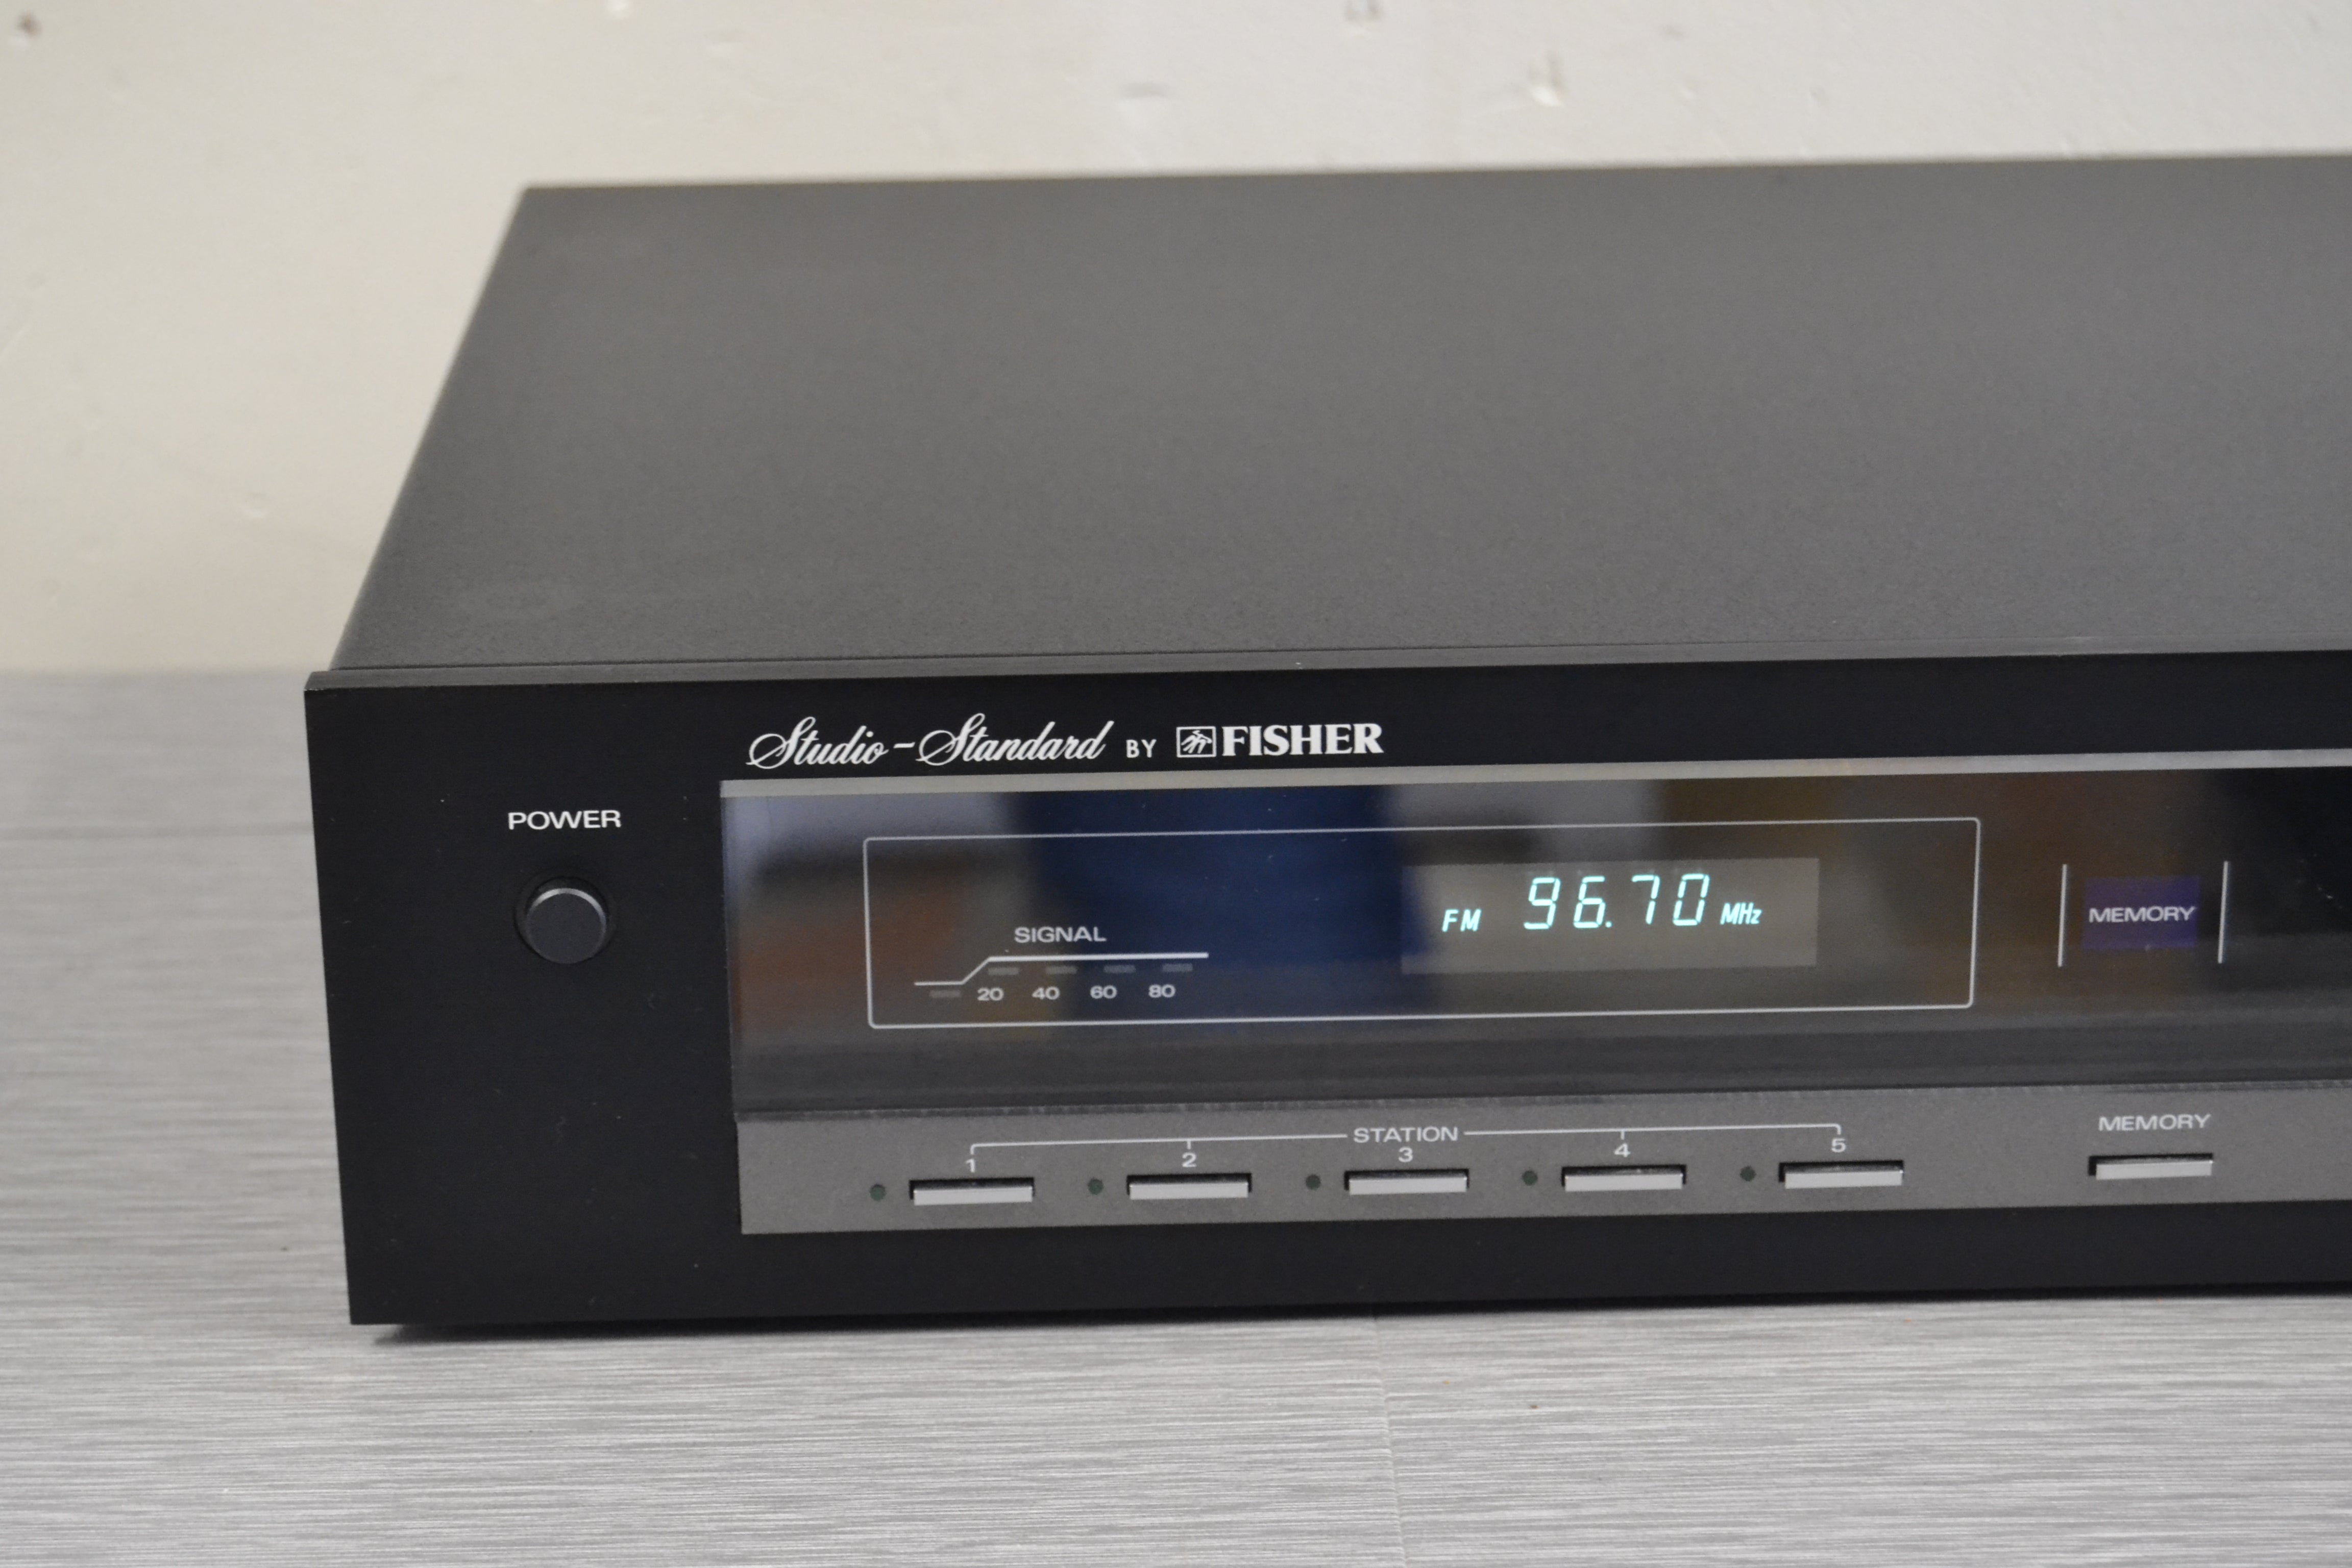 Studio-Standard BY FISHER
POWER
FM 96.70 MHz
MEMORY
SIGNAL
20 40 60 80
STATION
1 2 3 4 5
MEMORY